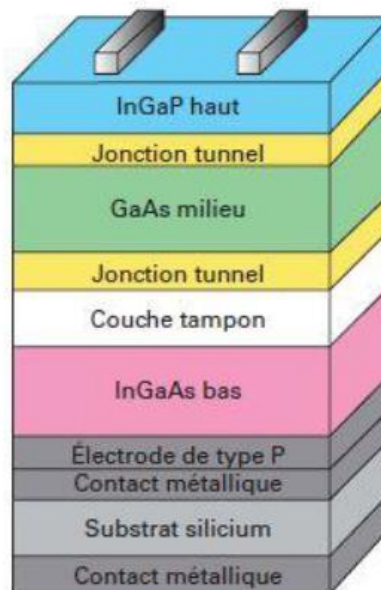 InGaP haut
Jonction tunnel
GaAs milieu
Jonction tunnel
Couche tampon
InGaAs bas
Électrode de type P
Contact métallique
Substrat silicium
Contact métallique